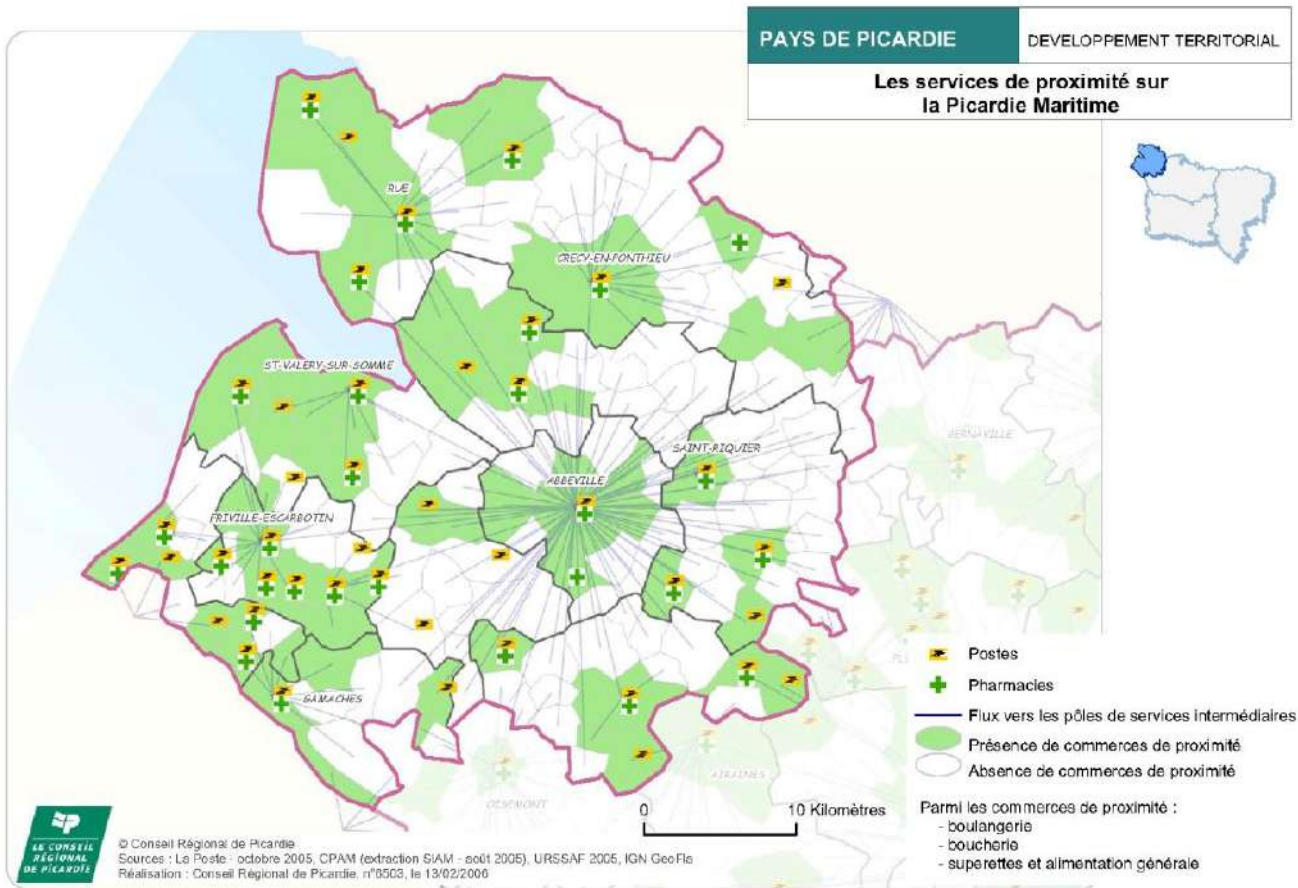 PAYS DE PICARDIE
DEVELOPPEMENT TERRITORIAL
Les services de proximité sur
la Picardie Maritime
RUE
CRECY-EN-PONTHIEU
ST-VALERY-SUR-SOMME
SAINT-RIQUIER
BERNAVILLE
ABBEVILLE
FRIVILLE-ESCARBOTIN
GAMACHES
OISEMONT
AIRAINES
Postes
Pharmacies
Flux vers les pôles de services intermédiaires
Présence de commerces de proximité
Absence de commerces de proximité
0 10 Kilomètres
Parmi les commerces de proximité :
- boulangerie
- boucherie
- superettes et alimentation générale
LE CONSEIL
RÉGIONAL
DE PICARDIE
© Conseil Régional de Picardie
Sources : La Poste - octobre 2005, CPAM (extraction SIAM - août 2005), URSSAF 2005, IGN GeoFla
Réalisation : Conseil Régional de Picardie, n°6503, le 13/02/2006